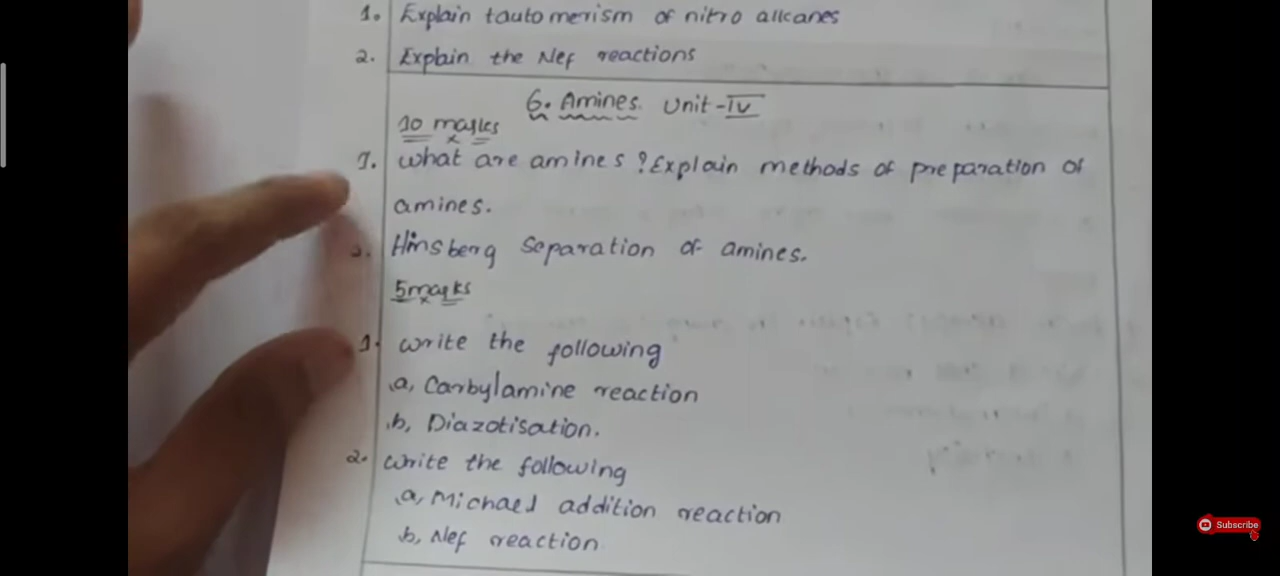 1. Explain tautomerism of nitro alkanes
2. Explain the Nef reactions
6. Amines Unit-IV
10 marks
1. What are amines? Explain methods of preparation of
amines.
2. Hinsberg Separation of amines.
5marks
1. Write the following
a, Carbylamine reaction
b, Diazotisation.
2. Write the following
a, Michael addition reaction
b, Nef reaction
Subscribe